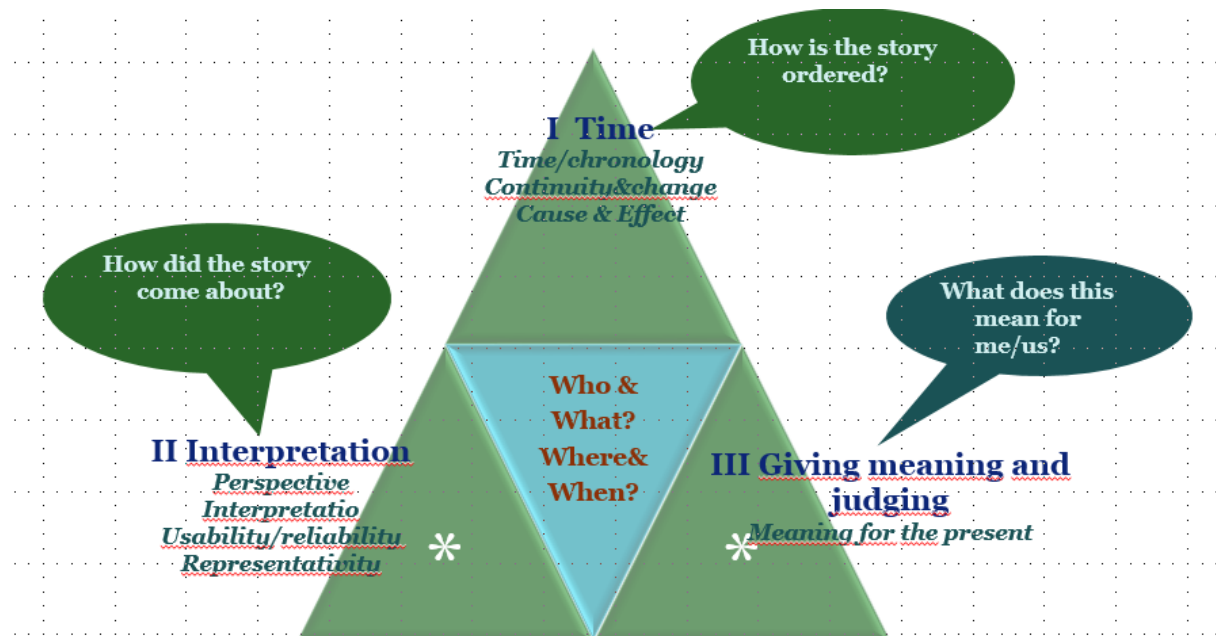 How is the story
ordered?
I Time
Time/chronology
Continuity&change
Cause & Effect
How did the story
come about?
What does this
mean for
me/us?
Who &
What?
Where&
When?
II Interpretation
Perspective
Interpretatio
Usability/reliability
Representativity
*
III Giving meaning and
judging
Meaning for the present
*